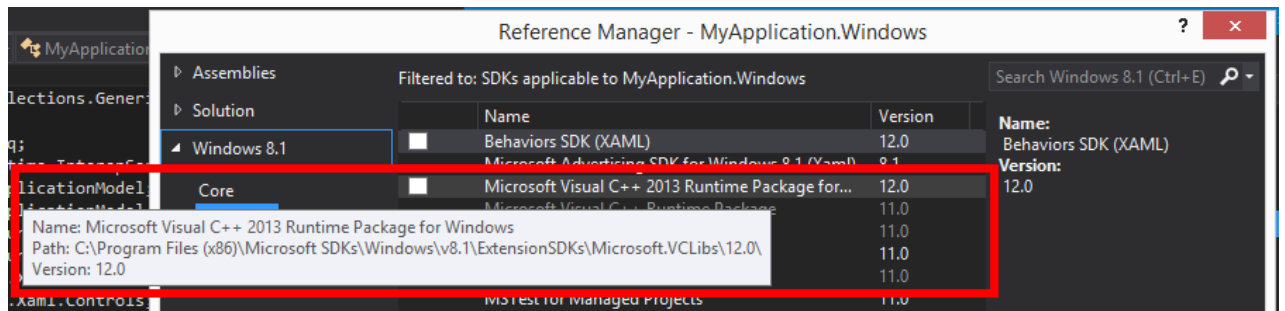 Reference Manager - MyApplication.Windows
?
MyApplication
Assemblies
Filtered to: SDKs applicable to MyApplication.Windows
Search Windows 8.1 (Ctrl+E)
lections.Generi
Solution
Name Version
Name:
q;
Windows 8.1
Behaviors SDK (XAML) 12.0
Behaviors SDK (XAML)
Microsoft Advertising SDK for Windows 8.1 (Xaml) 8.1
Version:
licationModel;
Core
Microsoft Visual C++ 2013 Runtime Package for... 12.0
12.0
Microsoft Visual C++ Runtime Package 11.0
Name: Microsoft Visual C++ 2013 Runtime Package for Windows
11.0
Path: C:\Program Files (x86)\Microsoft SDKs\Windows\v8.1\ExtensionSDKs\Microsoft.VCLibs\12.0\
11.0
Version: 12.0
11.0
.Xaml.Controls
MSTest for Managed Projects 11.0